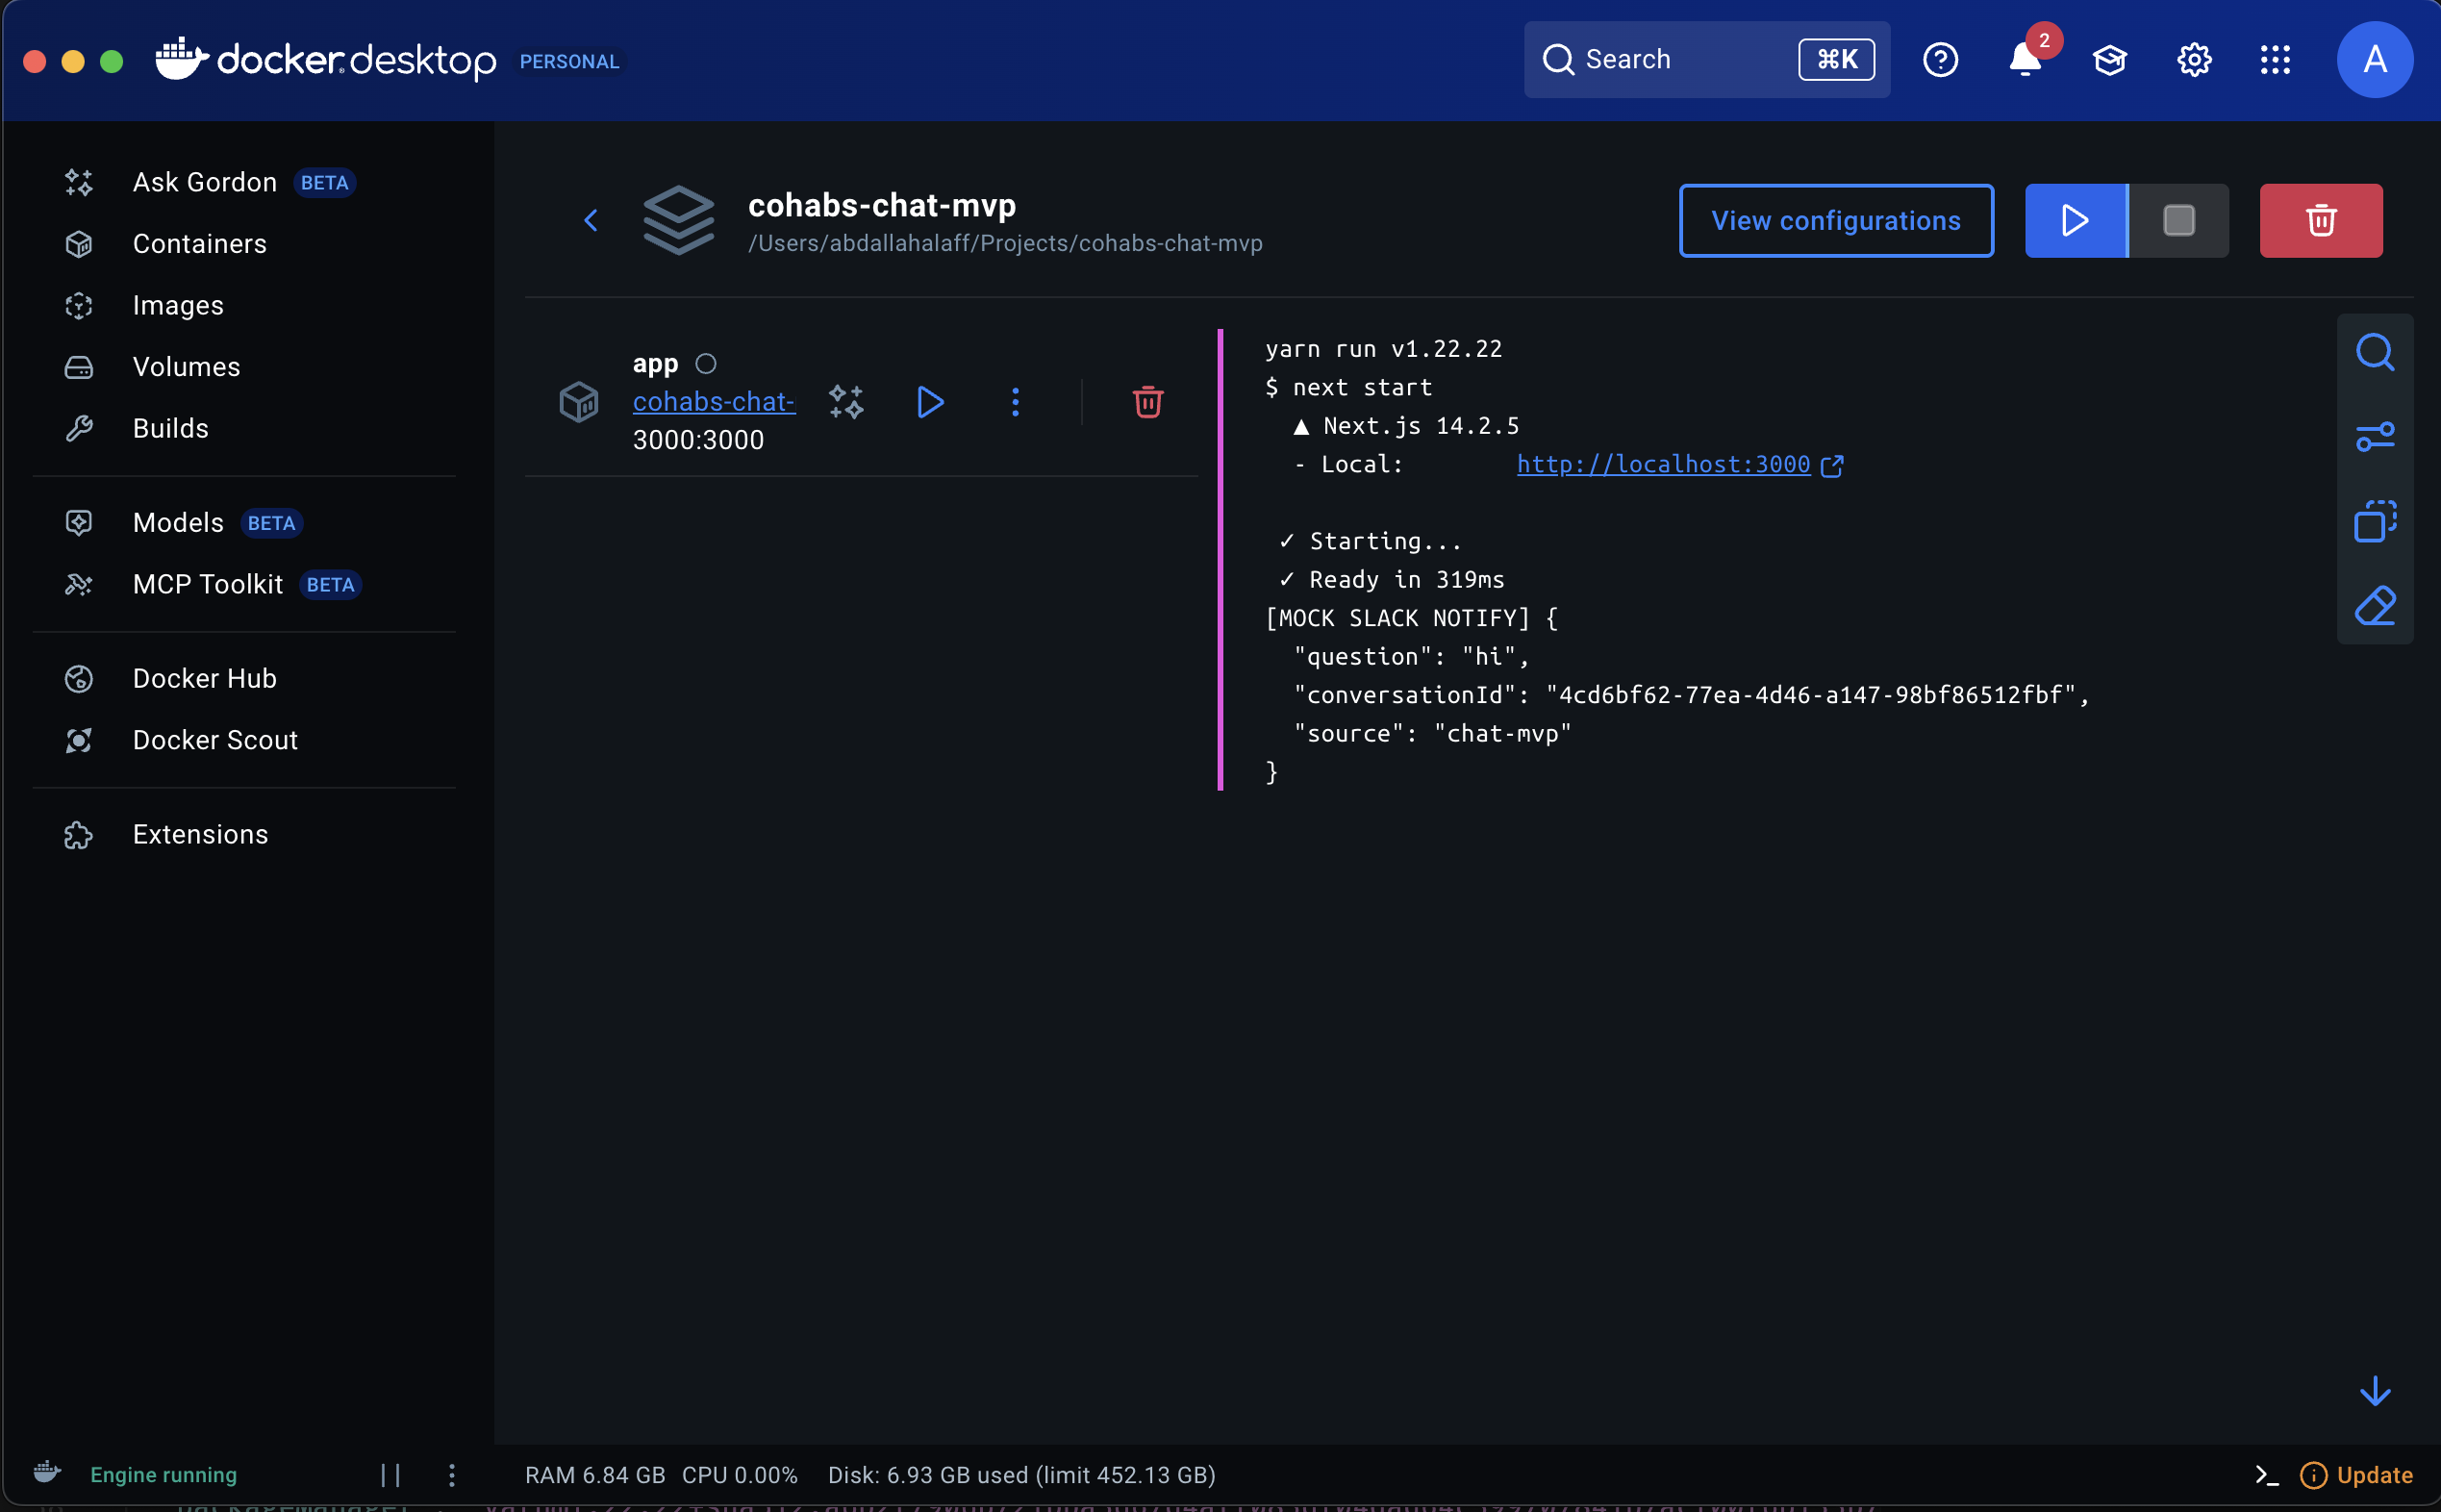 docker.desktop PERSONAL
Search
⌘K
2
A
Ask Gordon BETA
Containers
Images
Volumes
Builds
Models BETA
MCP Toolkit BETA
Docker Hub
Docker Scout
Extensions
cohabs-chat-mvp
/Users/abdallahalaff/Projects/cohabs-chat-mvp
View configurations
app
cohabs-chat-
3000:3000
yarn run v1.22.22
$ next start
▲ Next.js 14.2.5
- Local: http://localhost:3000
✓ Starting...
✓ Ready in 319ms
[MOCK SLACK NOTIFY] {
"question": "hi",
"conversationId": "4cd6bf62-77ea-4d46-a147-98bf86512fbf",
"source": "chat-mvp"
}
Engine running
RAM 6.84 GB CPU 0.00% Disk: 6.93 GB used (limit 452.13 GB)
Update